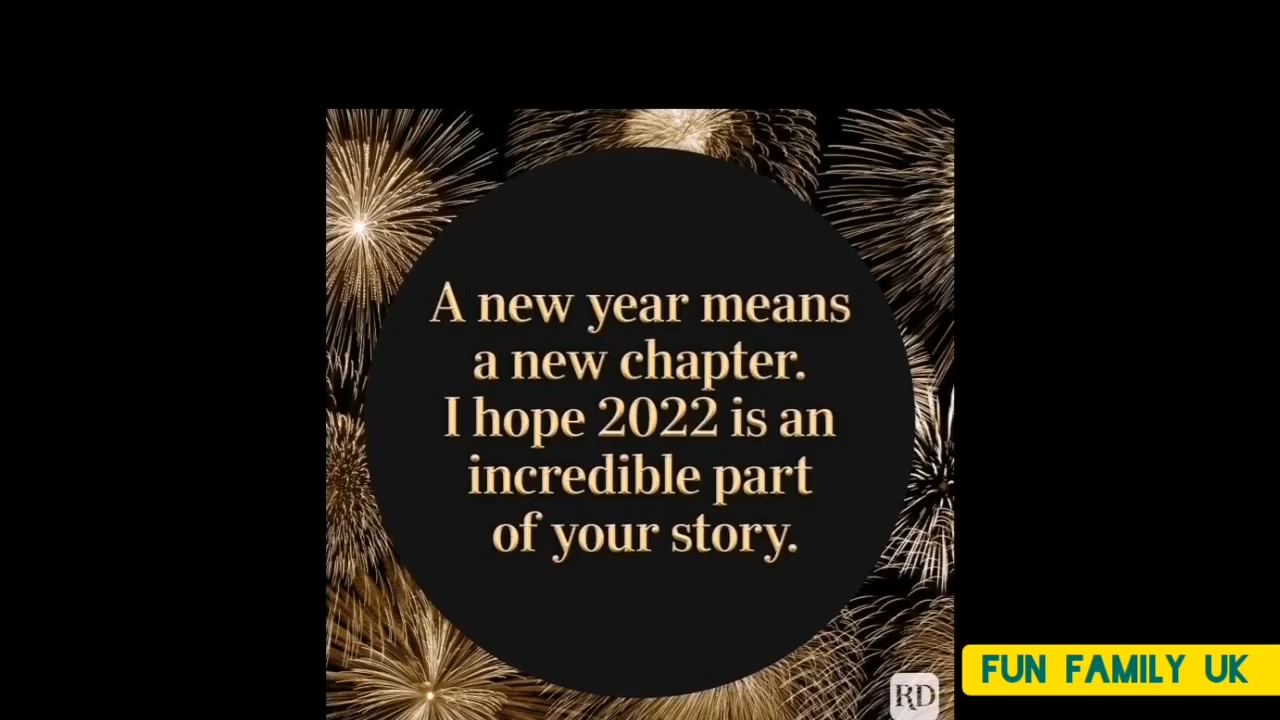 A new year means
a new chapter.
I hope 2022 is an
incredible part
of your story.
RD
FUN FAMILY UK